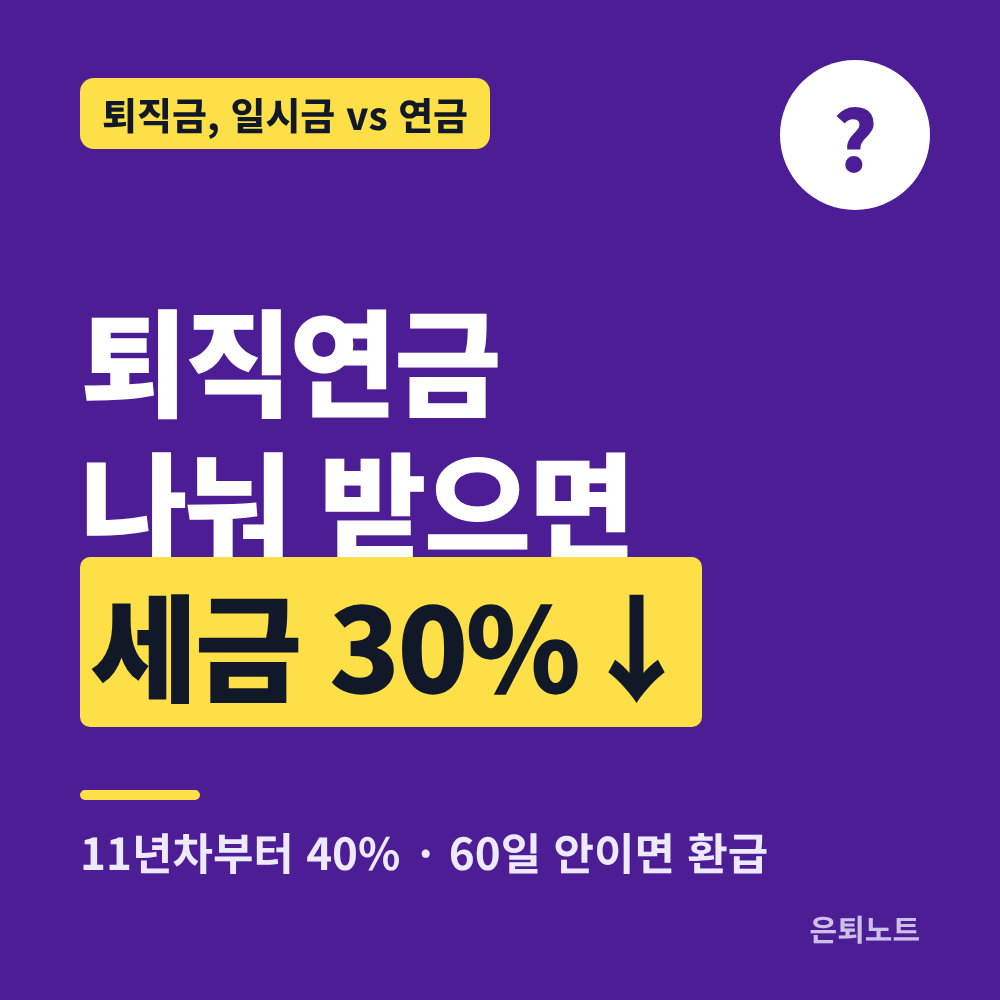 퇴직금, 일시금 vs 연금
?
퇴직연금
나눠 받으면
세금 30%↓
11년차부터 40% · 60일 안이면 환급
은퇴노트